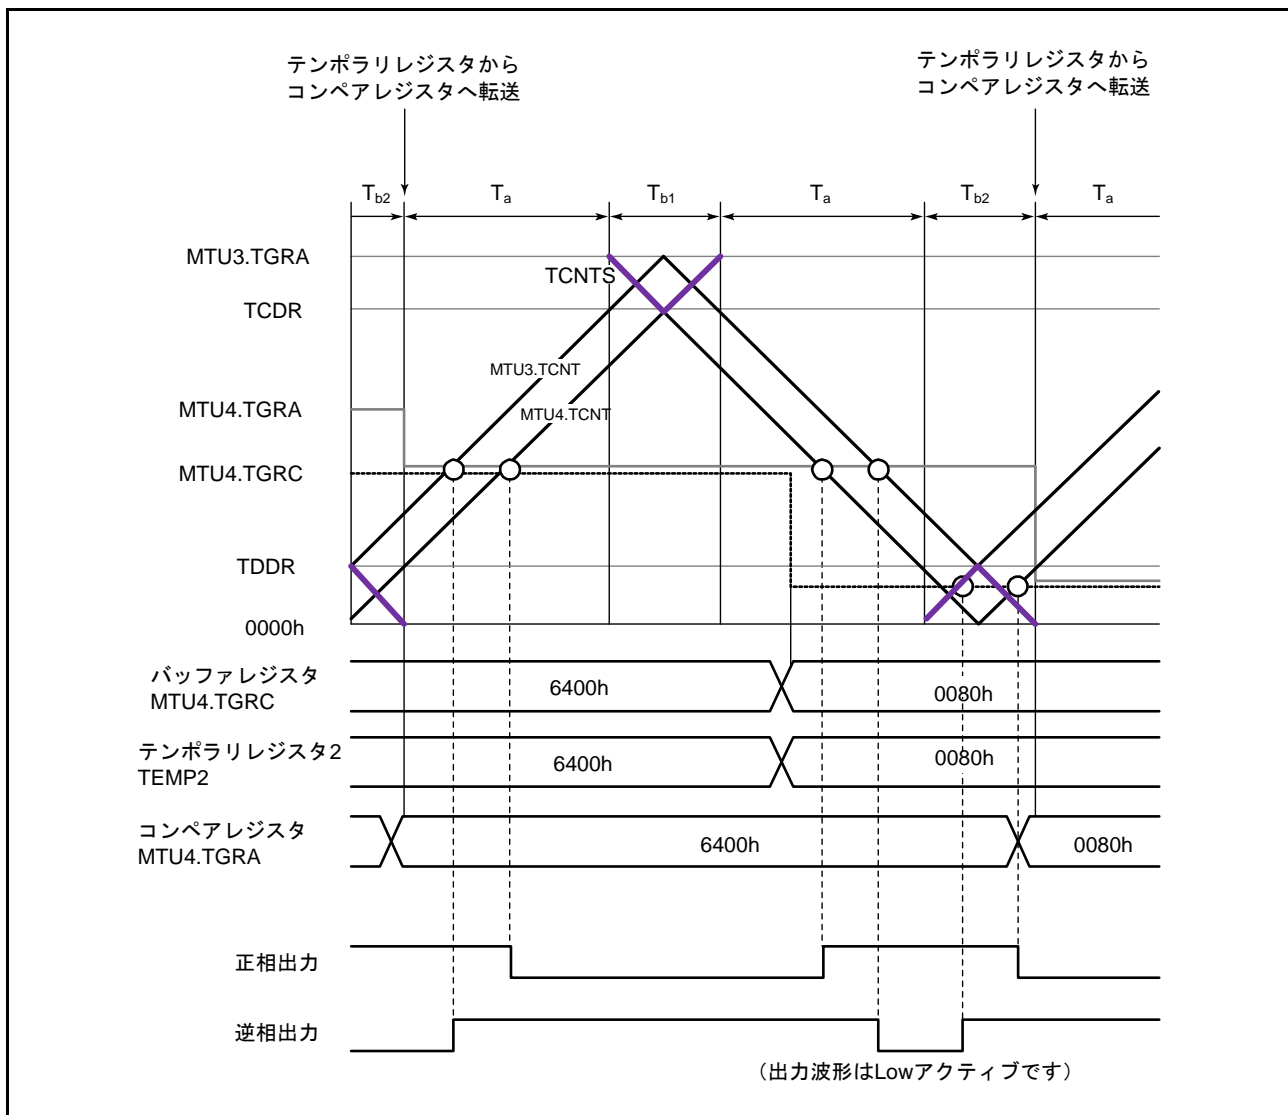 テンポラリレジスタから
コンペアレジスタへ転送
テンポラリレジスタから
コンペアレジスタへ転送
Tb2
Ta
Tb1
Ta
Tb2
Ta
MTU3.TGRA
TCNTS
TCDR
MTU3.TCNT
MTU4.TGRA
MTU4.TCNT
MTU4.TGRC
TDDR
0000h
バッファレジスタ
MTU4.TGRC
6400h
0080h
テンポラリレジスタ2
TEMP2
6400h
0080h
コンペアレジスタ
MTU4.TGRA
6400h
0080h
正相出力
逆相出力
（出力波形はLowアクティブです）